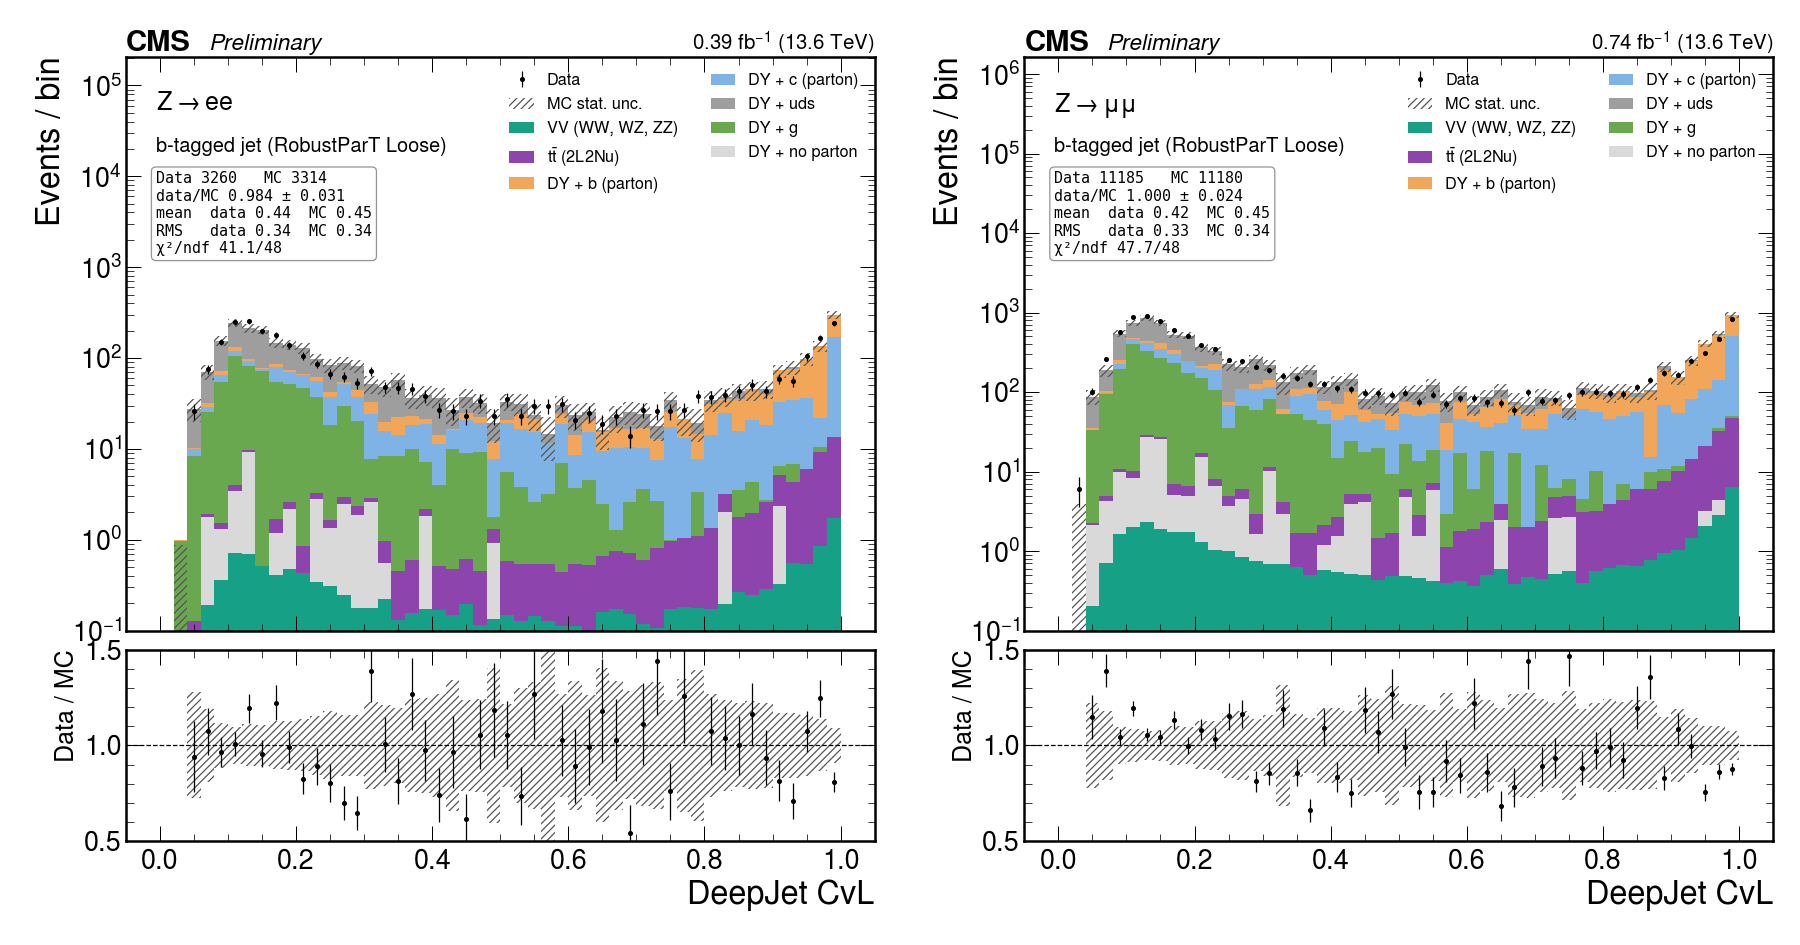 CMS Preliminary 0.39 fb⁻¹ (13.6 TeV)
Events / bin
10⁵
10⁴
10³
10²
10¹
10⁰
10⁻¹
Z → ee
b-tagged jet (RobustParT Loose)
Data 3260 MC 3314
data/MC 0.984 ± 0.031
mean data 0.44 MC 0.45
RMS data 0.34 MC 0.34
χ²/ndf 41.1/48
Data
MC stat. unc.
VV (WW, WZ, ZZ)
tt̄ (2L2Nu)
DY + b (parton)
DY + c (parton)
DY + uds
DY + g
DY + no parton
Data / MC
1.5
1.0
0.5
0.0 0.2 0.4 0.6 0.8 1.0
DeepJet CvL
CMS Preliminary 0.74 fb⁻¹ (13.6 TeV)
Events / bin
10⁶
10⁵
10⁴
10³
10²
10¹
10⁰
10⁻¹
Z → μμ
b-tagged jet (RobustParT Loose)
Data 11185 MC 11180
data/MC 1.000 ± 0.024
mean data 0.42 MC 0.45
RMS data 0.33 MC 0.34
χ²/ndf 47.7/48
Data
MC stat. unc.
VV (WW, WZ, ZZ)
tt̄ (2L2Nu)
DY + b (parton)
DY + c (parton)
DY + uds
DY + g
DY + no parton
Data / MC
1.5
1.0
0.5
0.0 0.2 0.4 0.6 0.8 1.0
DeepJet CvL